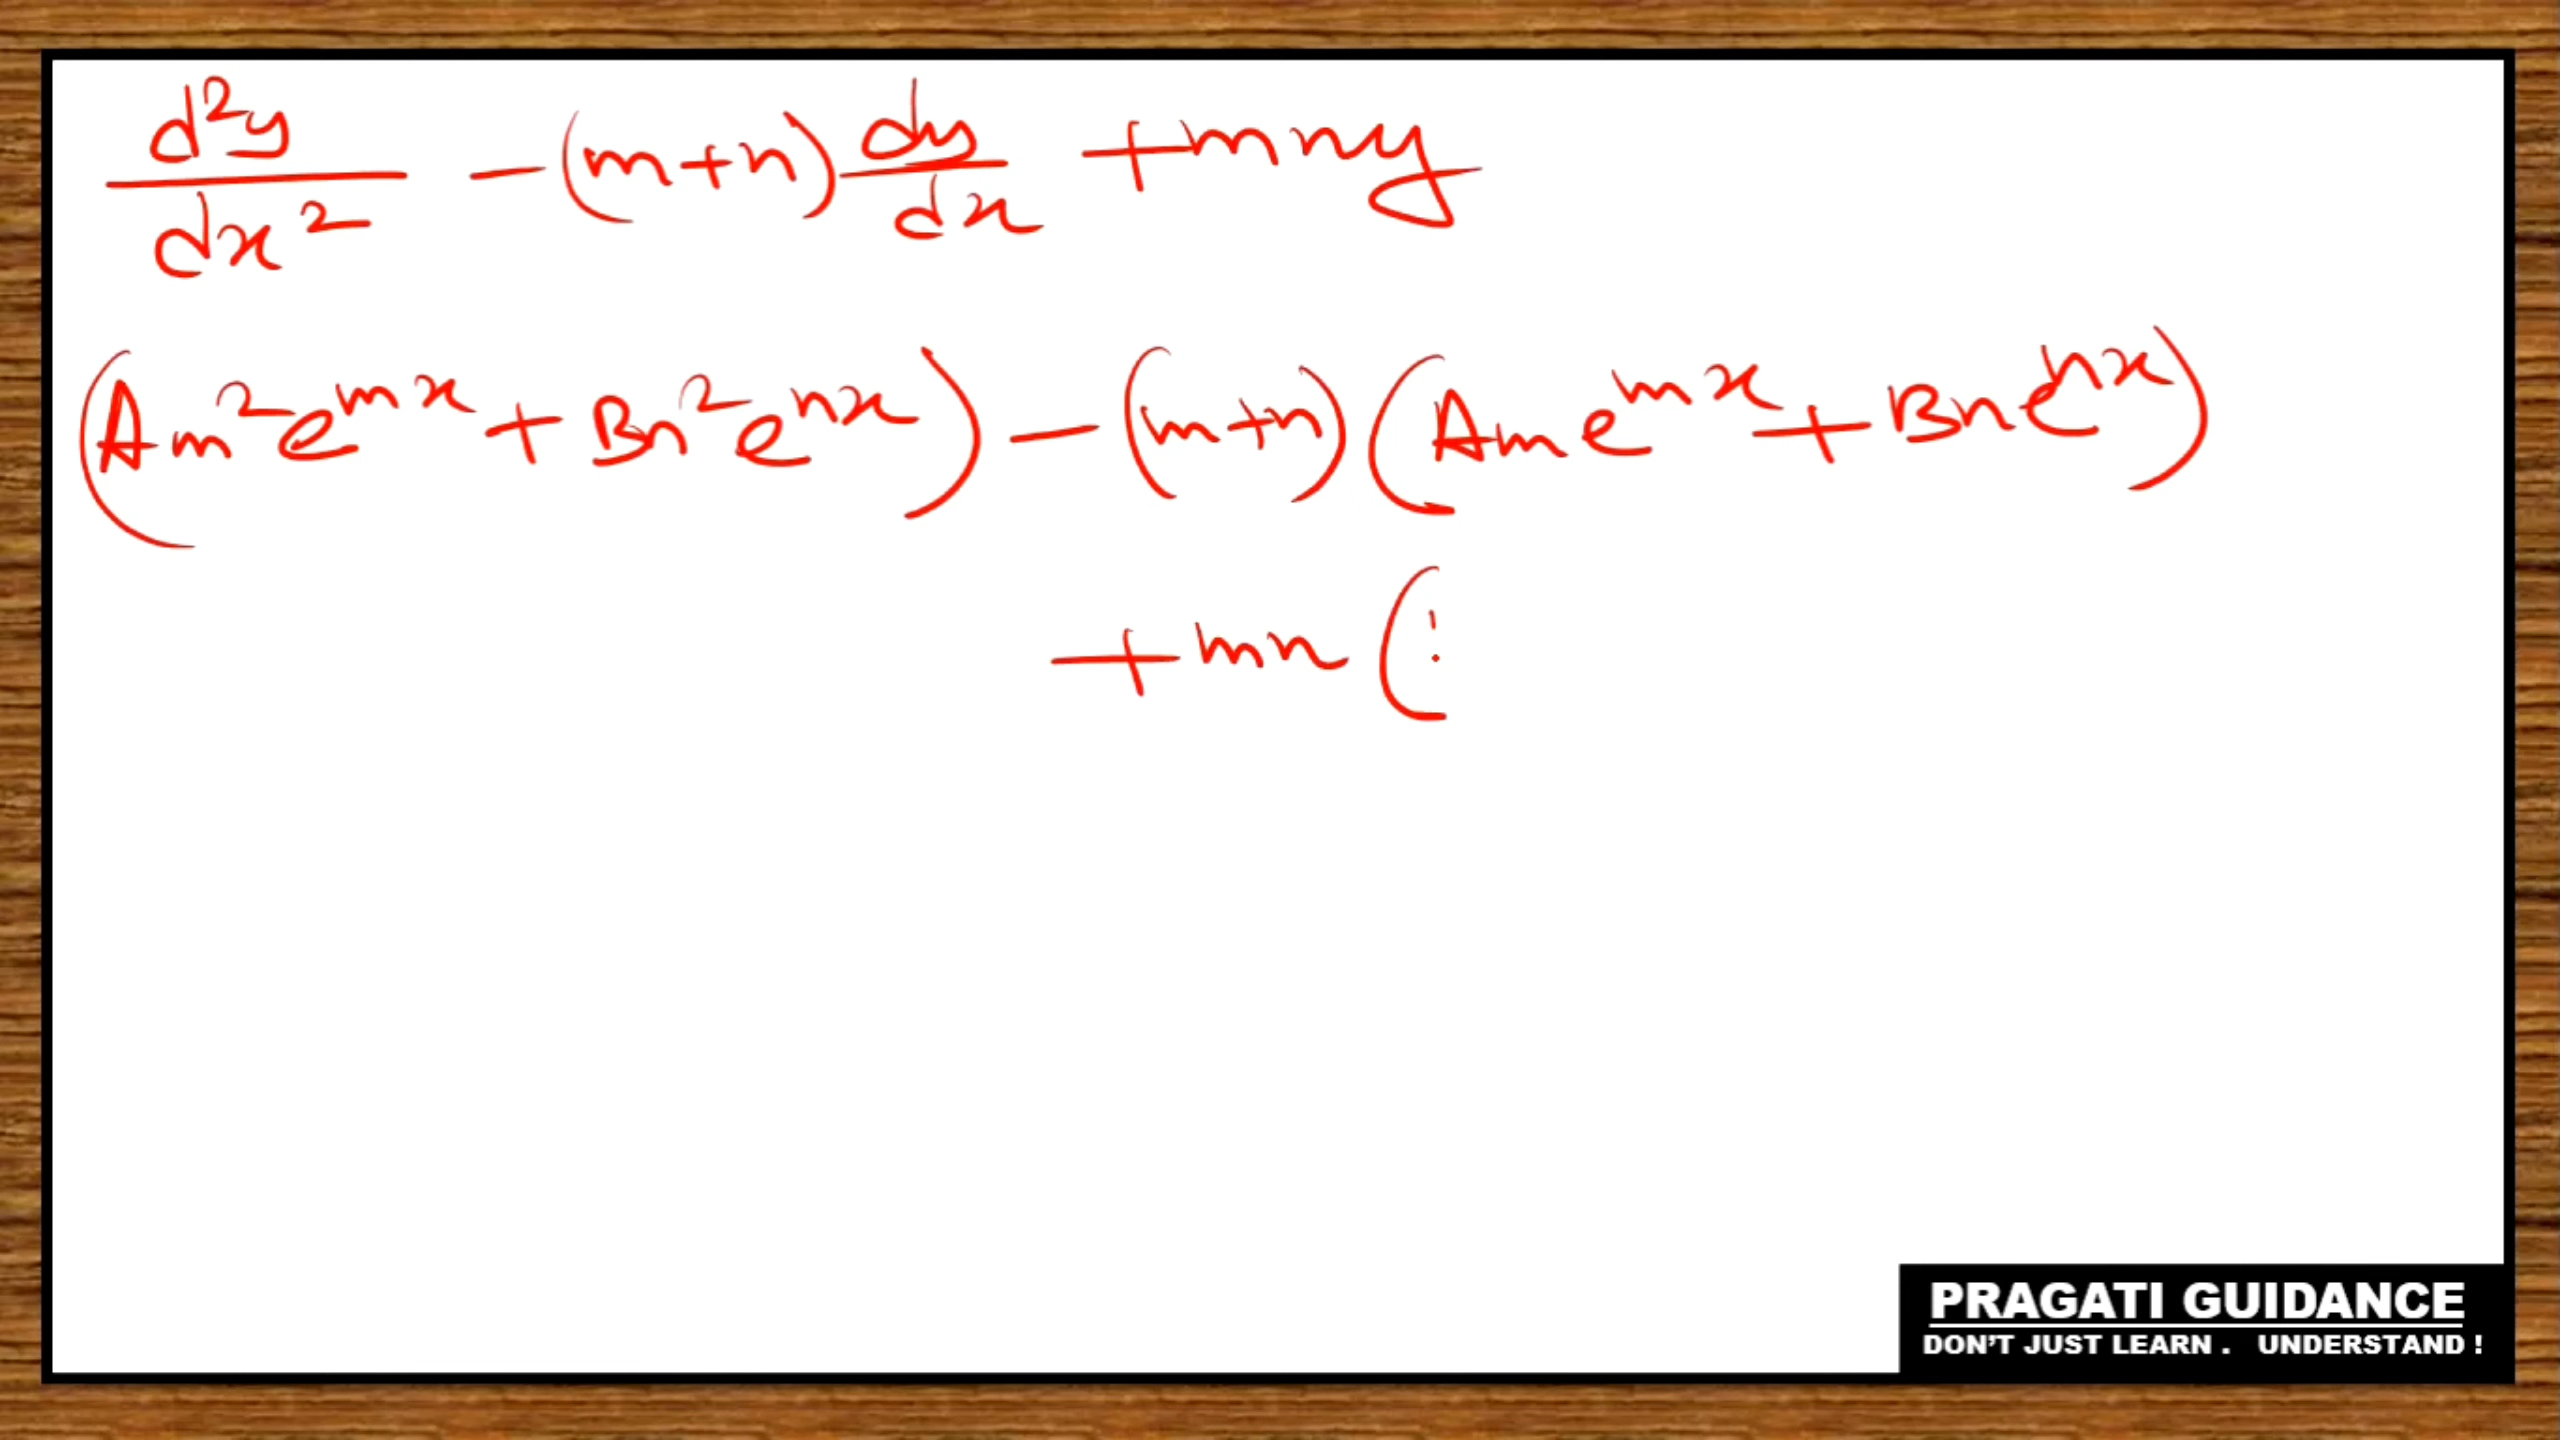 d²y/dx² - (m+n) dy/dx + mny
(Am²e^mx + Bn²e^nx) - (m+n) (Ame^mx + Bne^nx)
+ mn (
PRAGATI GUIDANCE
DON'T JUST LEARN . UNDERSTAND !